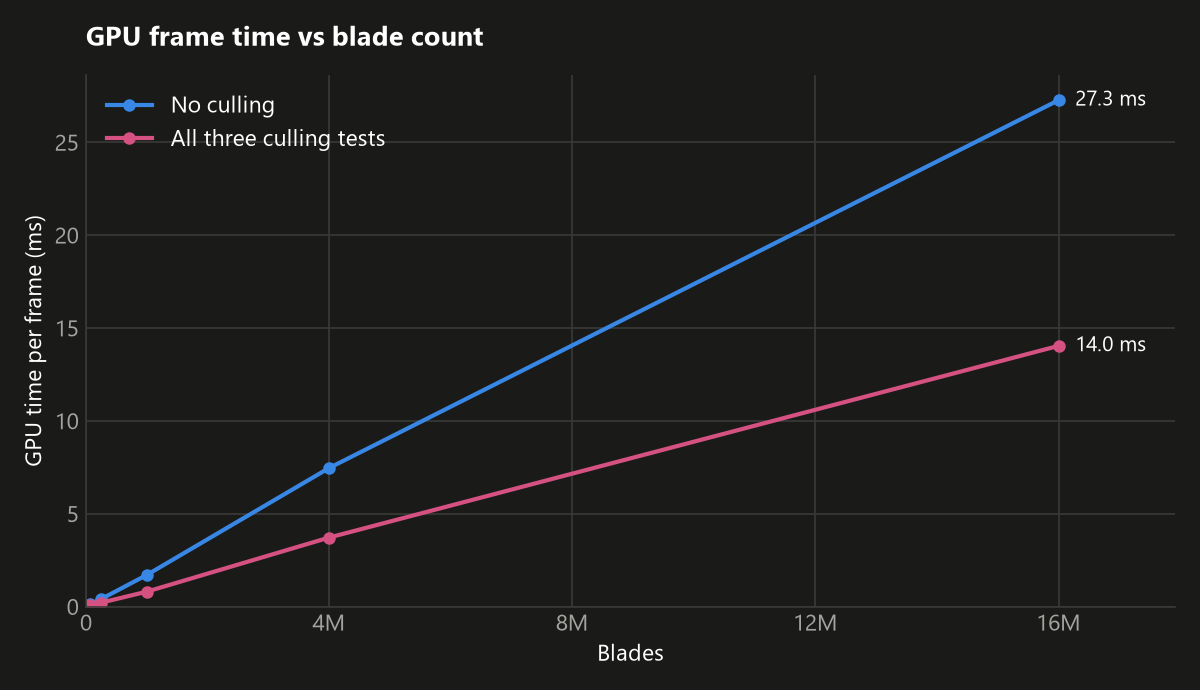 GPU frame time vs blade count
No culling
All three culling tests
27.3 ms
14.0 ms
GPU time per frame (ms)
25
20
15
10
5
0
0 4M 8M 12M 16M
Blades